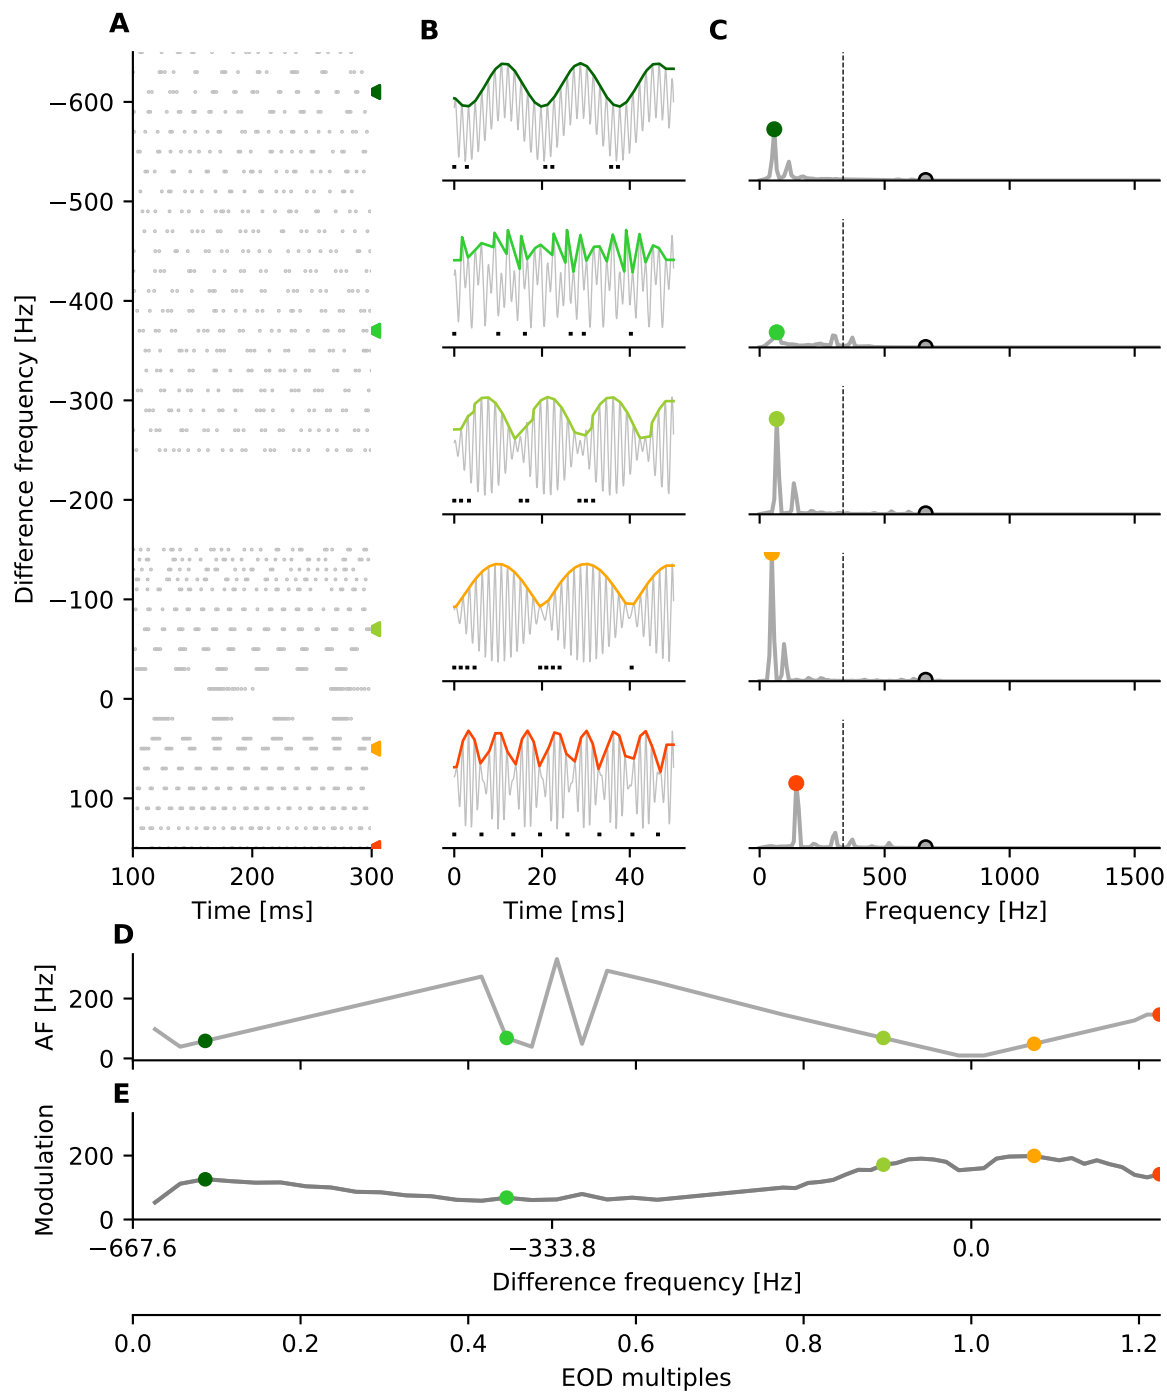 A
B
C
Difference frequency [Hz]
−600
−500
−400
−300
−200
−100
0
100
100 200 300
Time [ms]
0 20 40
Time [ms]
0 500 1000 1500
Frequency [Hz]
D
AF [Hz]
200
0
E
Modulation
200
0
−667.6 −333.8 0.0
Difference frequency [Hz]
0.0 0.2 0.4 0.6 0.8 1.0 1.2
EOD multiples